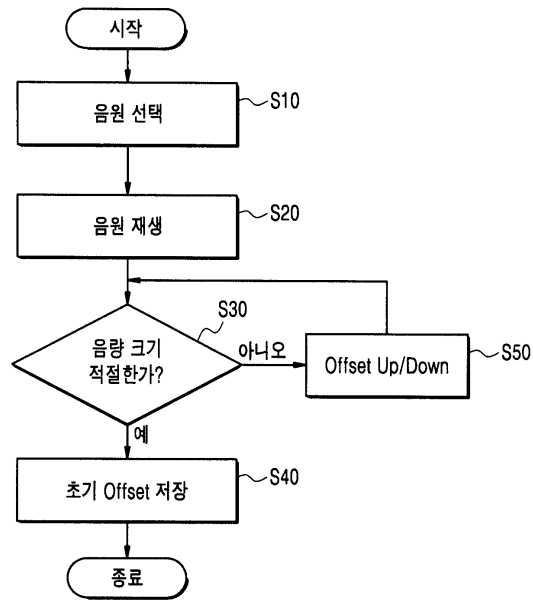 시작
음원 선택
S10
음원 재생
S20
S30
음량 크기
적절한가?
아니오
Offset Up/Down
S50
예
초기 Offset 저장
S40
종료